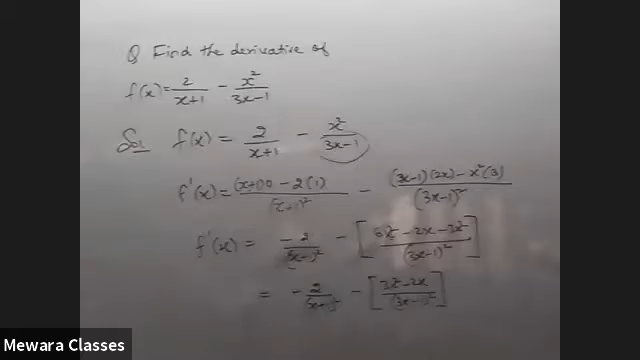 Q Find the derivative of
f(x) = 2/(x+1) - x²/(3x-1)
Sol f(x) = 2/(x+1) - x²/(3x-1)
f'(x) = ((x+1)0 - 2(1))/(x+1)² - ((3x-1)(2x) - x²(3))/(3x-1)²
f'(x) = -2/(x+1)² - [(6x² - 2x - 3x²)/(3x-1)²]
= -2/(x+1)² - [(3x² - 2x)/(3x-1)²]
Mewara Classes